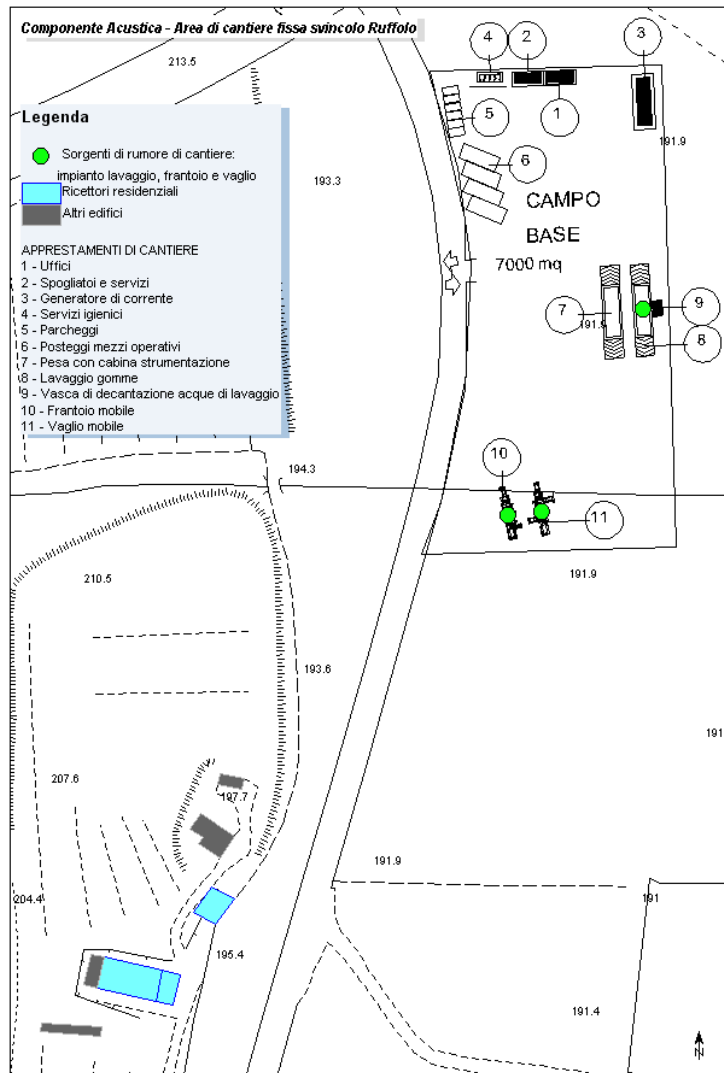 Componente Acustica - Area di cantiere fissa svincolo Ruffolo
213.5
4
2
3
1
5
6
Legenda
Sorgenti di rumore di cantiere:
impianto lavaggio, frantoio e vaglio
Ricettori residenziali
Altri edifici
APPRESTAMENTI DI CANTIERE
1 - Uffici
2 - Spogliatoi e servizi
3 - Generatore di corrente
4 - Servizi igienici
5 - Parcheggi
6 - Posteggi mezzi operativi
7 - Pesa con cabina strumentazione
8 - Lavaggio gomme
9 - Vasca di decantazione acque di lavaggio
10 - Frantoio mobile
11 - Vaglio mobile
191.9
193.3
CAMPO
BASE
7000 mq
7
191.9
9
8
10
11
194.3
210.5
191.9
193.6
191
207.6
197.7
191.9
204.4
191
195.4
191.4
N